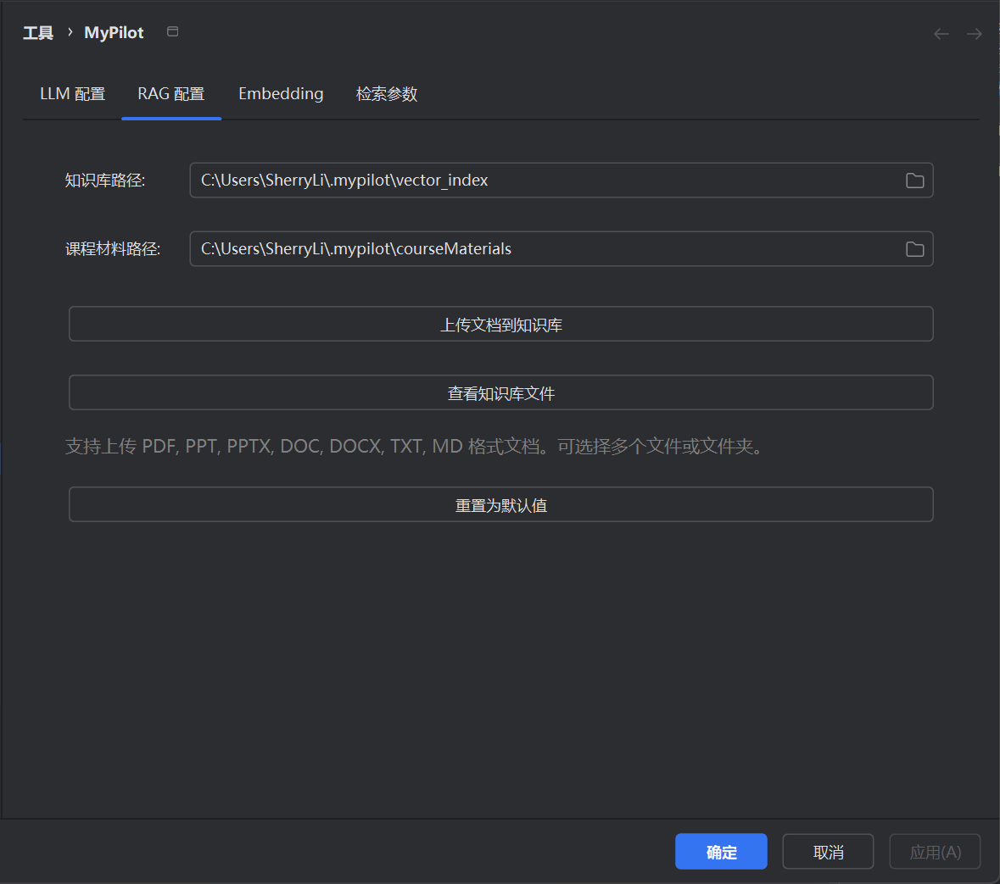 工具 › MyPilot
LLM 配置 RAG 配置 Embedding 检索参数
知识库路径: C:\Users\SherryLi\.mypilot\vector_index
课程材料路径: C:\Users\SherryLi\.mypilot\courseMaterials
上传文档到知识库
查看知识库文件
支持上传 PDF, PPT, PPTX, DOC, DOCX, TXT, MD 格式文档。可选择多个文件或文件夹。
重置为默认值
确定 取消 应用(A)